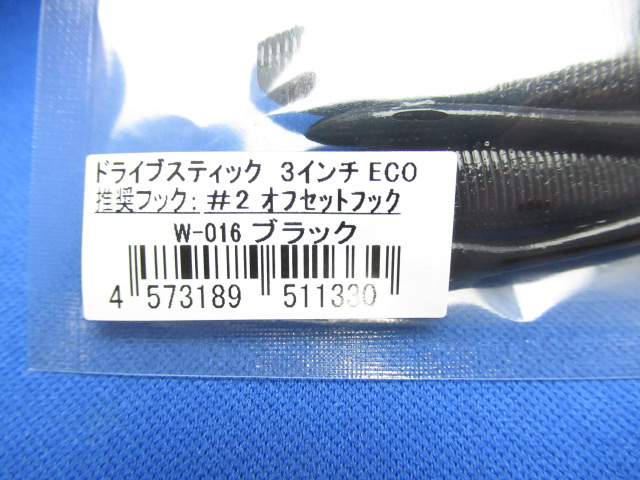 ドライブスティック 3インチ ECO
推奨フック: #2 オフセットフック
W-016 ブラック
4 573189 511330